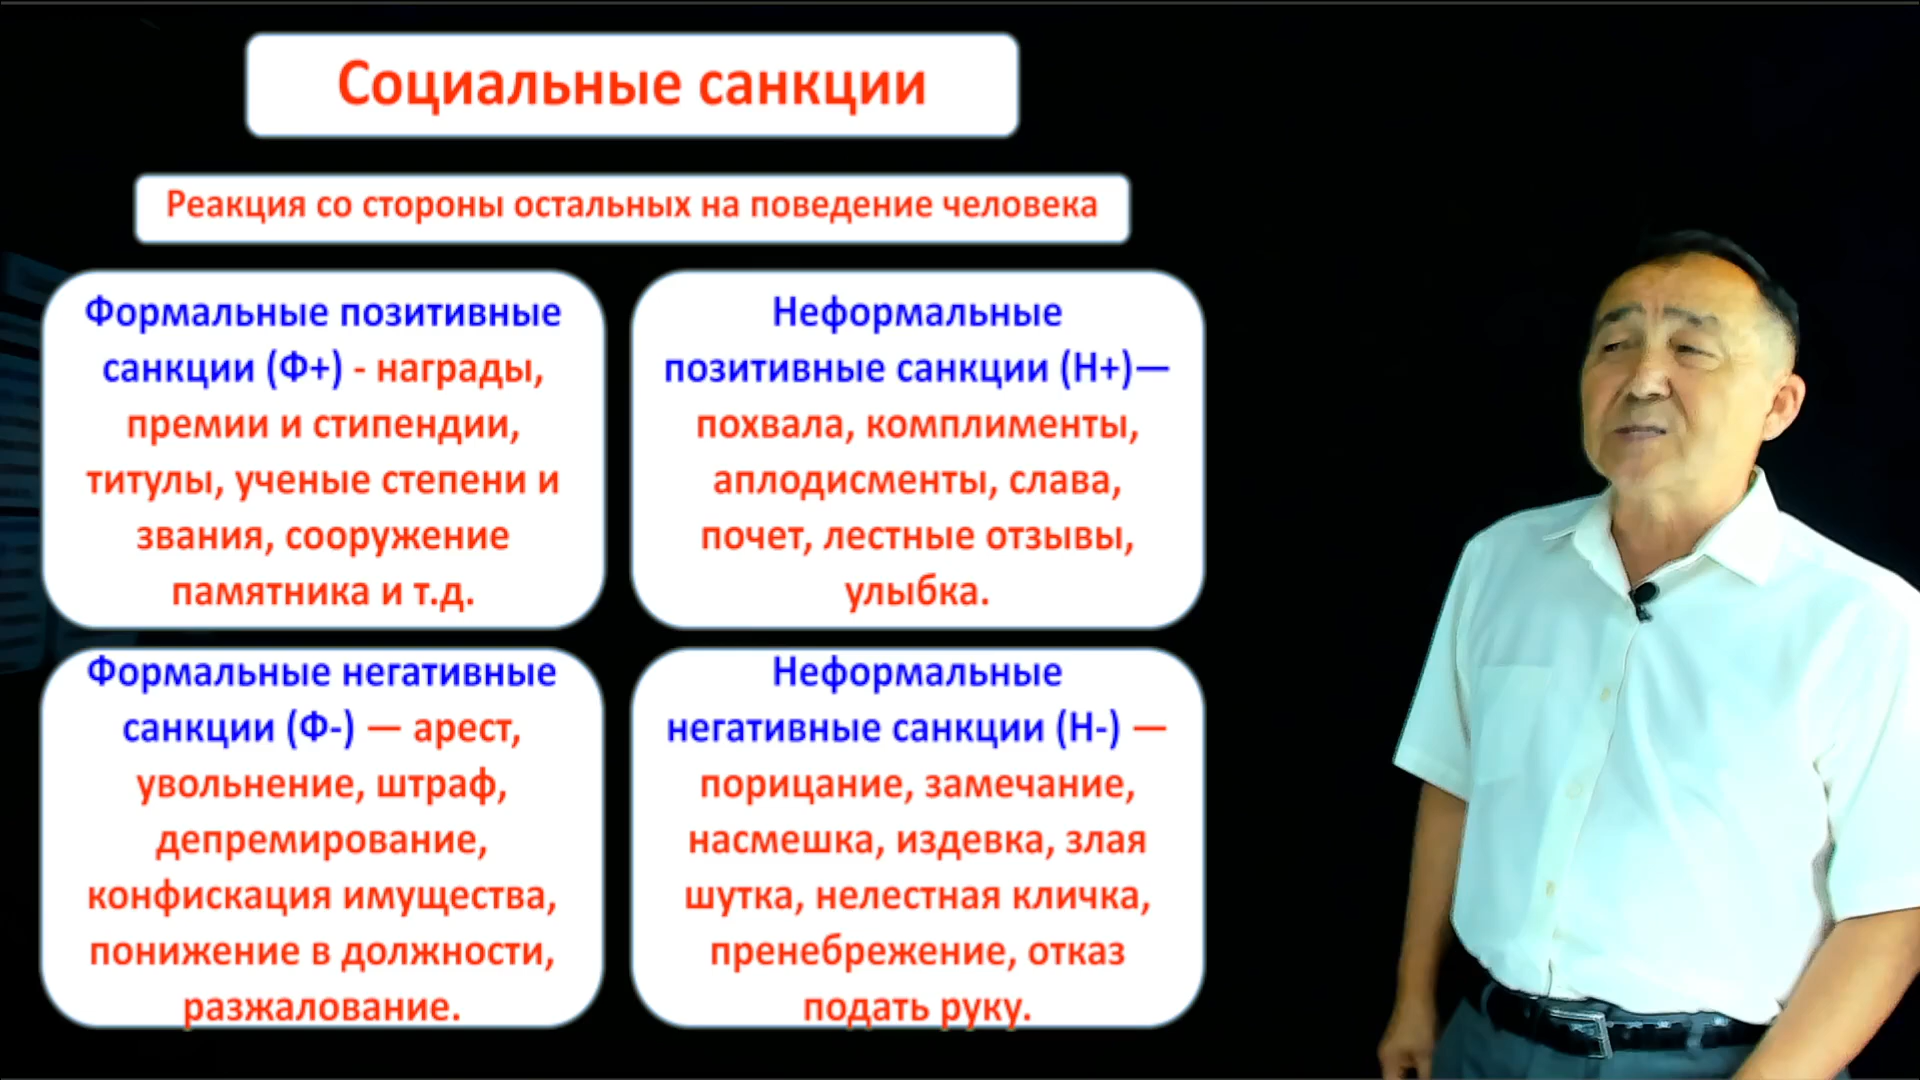 Социальные санкции
Реакция со стороны остальных на поведение человека
Формальные позитивные
санкции (Ф+) - награды,
премии и стипендии,
титулы, ученые степени и
звания, сооружение
памятника и т.д.
Неформальные
позитивные санкции (Н+)—
похвала, комплименты,
аплодисменты, слава,
почет, лестные отзывы,
улыбка.
Формальные негативные
санкции (Ф-) — арест,
увольнение, штраф,
депремирование,
конфискация имущества,
понижение в должности,
разжалование.
Неформальные
негативные санкции (Н-) —
порицание, замечание,
насмешка, издевка, злая
шутка, нелестная кличка,
пренебрежение, отказ
подать руку.